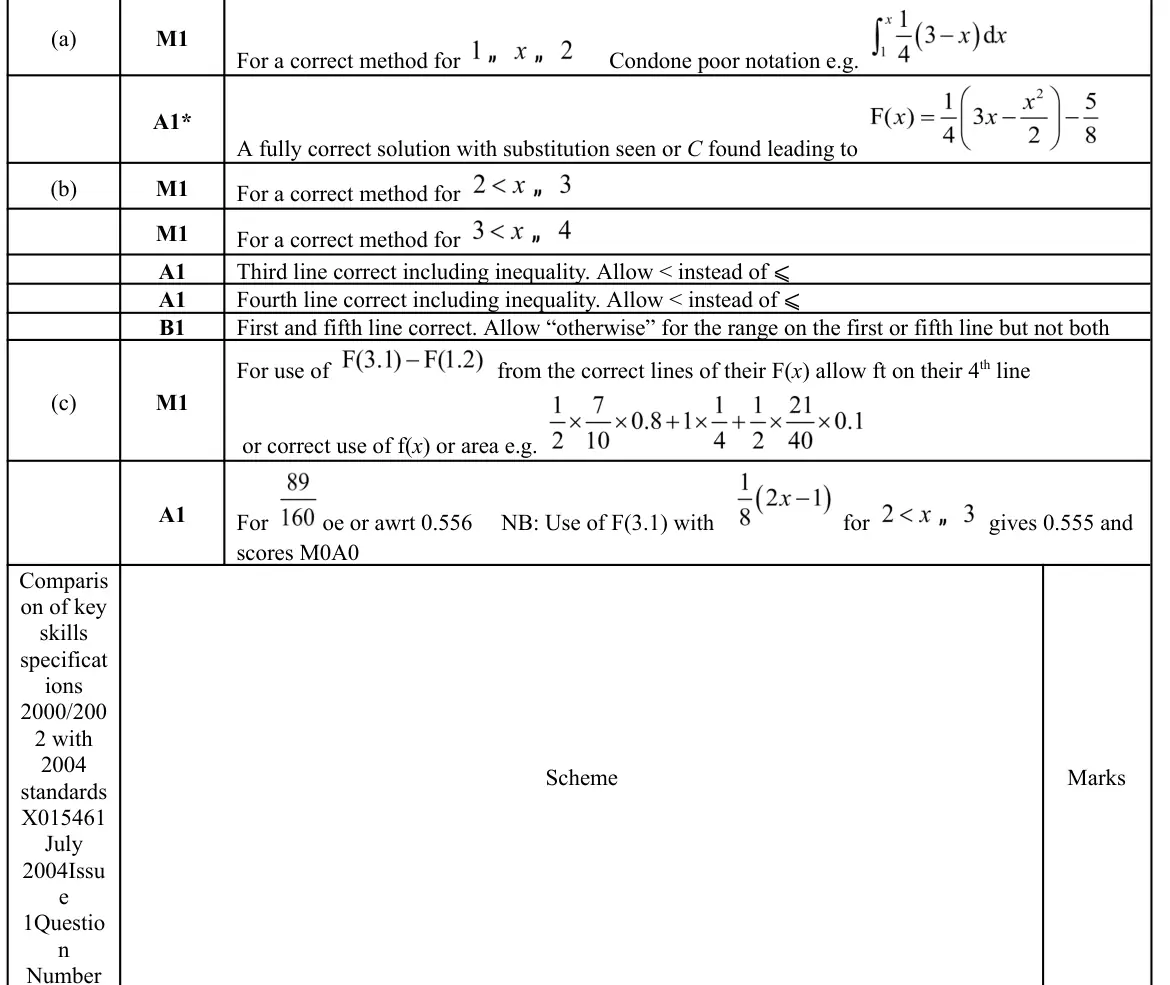 (a) M1 For a correct method for 1 „ x „ 2 Condone poor notation e.g. ∫₁ˣ 1/4 (3 − x) dx
A1* A fully correct solution with substitution seen or C found leading to F(x) = 1/4 (3x − x²/2) − 5/8
(b) M1 For a correct method for 2 < x „ 3
M1 For a correct method for 3 < x „ 4
A1 Third line correct including inequality. Allow < instead of ⩽
A1 Fourth line correct including inequality. Allow < instead of ⩽
B1 First and fifth line correct. Allow “otherwise” for the range on the first or fifth line but not both
(c) M1 For use of F(3.1) − F(1.2) from the correct lines of their F(x) allow ft on their 4th line
or correct use of f(x) or area e.g. 1/2 × 7/10 × 0.8 + 1 × 1/4 + 1/2 × 21/40 × 0.1
A1 For 89/160 oe or awrt 0.556 NB: Use of F(3.1) with 1/8 (2x − 1) for 2 < x „ 3 gives 0.555 and
scores M0A0
Comparis
on of key
skills
specificat
ions
2000/200
2 with
2004
standards
X015461
July
2004Issu
e
1Questio
n
Number
Scheme
Marks